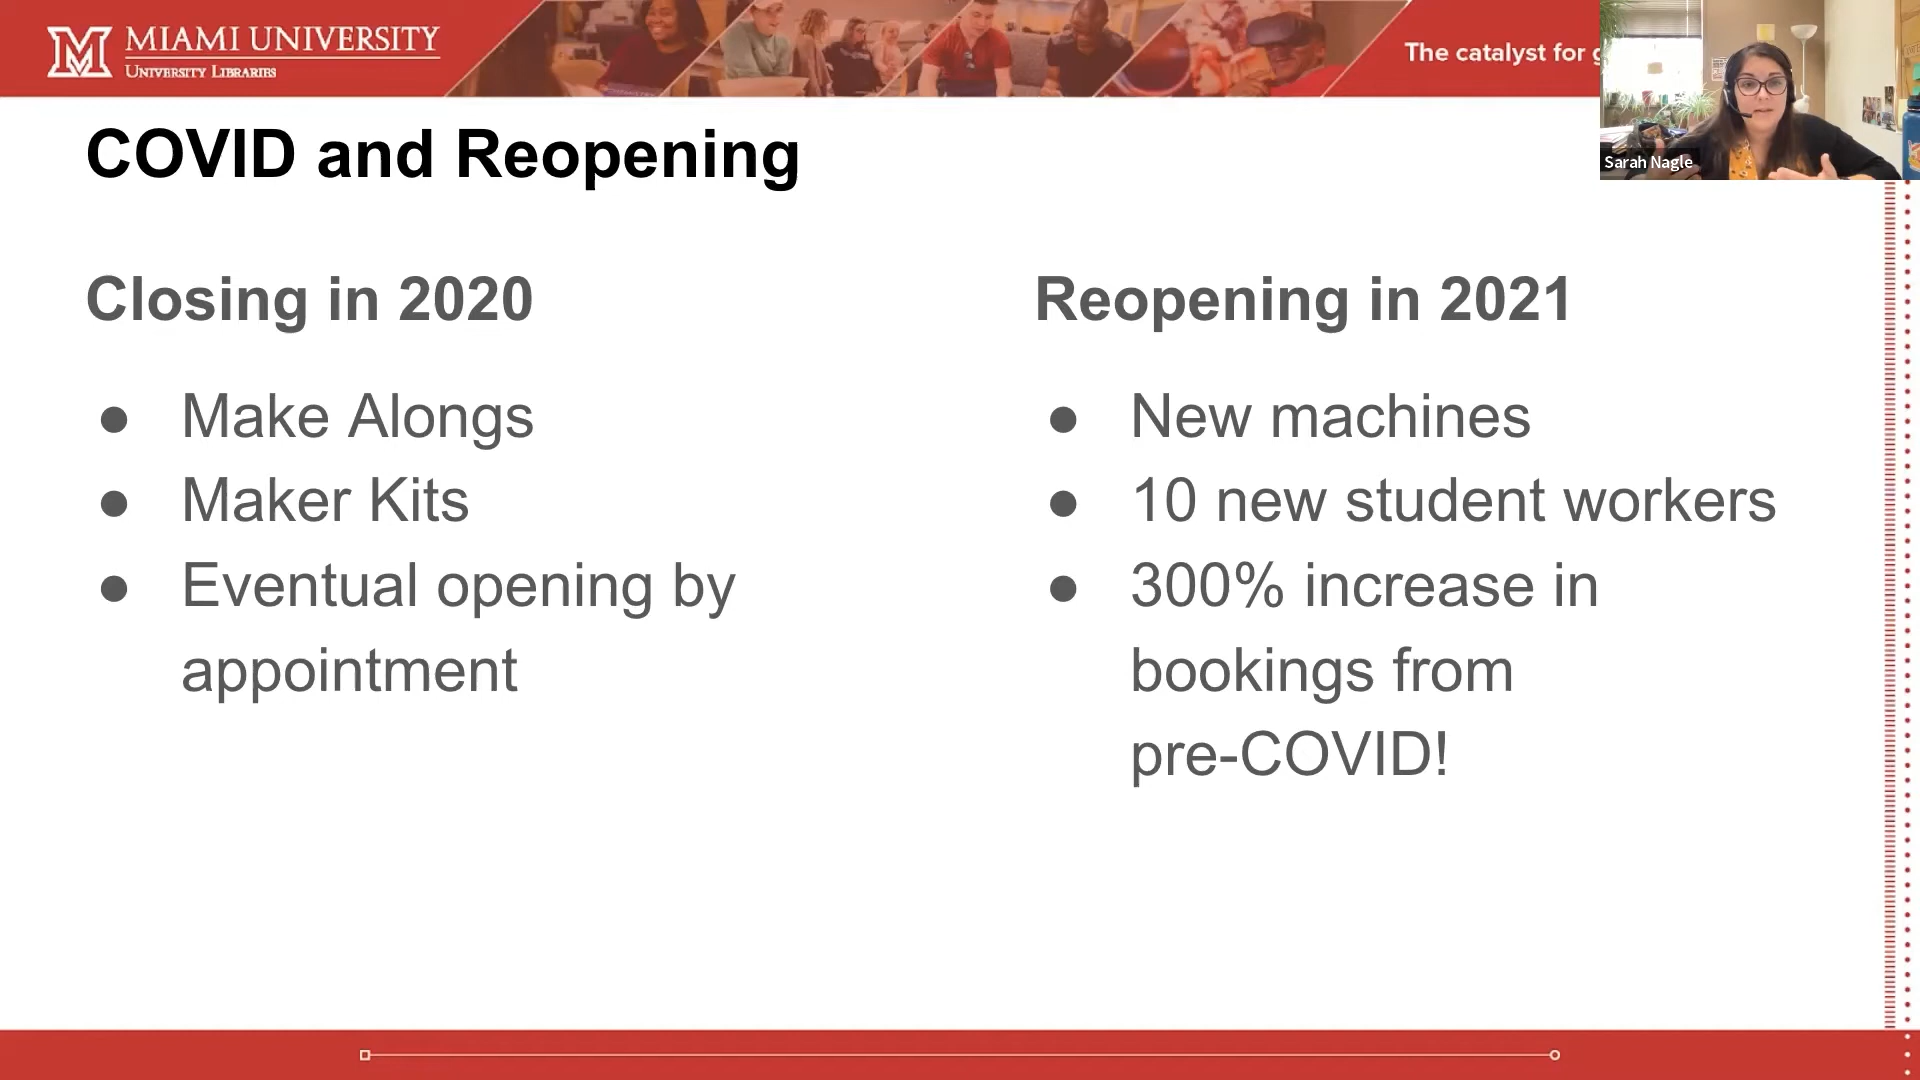 MIAMI UNIVERSITY
UNIVERSITY LIBRARIES
The catalyst for
Sarah Nagle
COVID and Reopening
Closing in 2020
● Make Alongs
● Maker Kits
● Eventual opening by
appointment
Reopening in 2021
● New machines
● 10 new student workers
● 300% increase in
bookings from
pre-COVID!